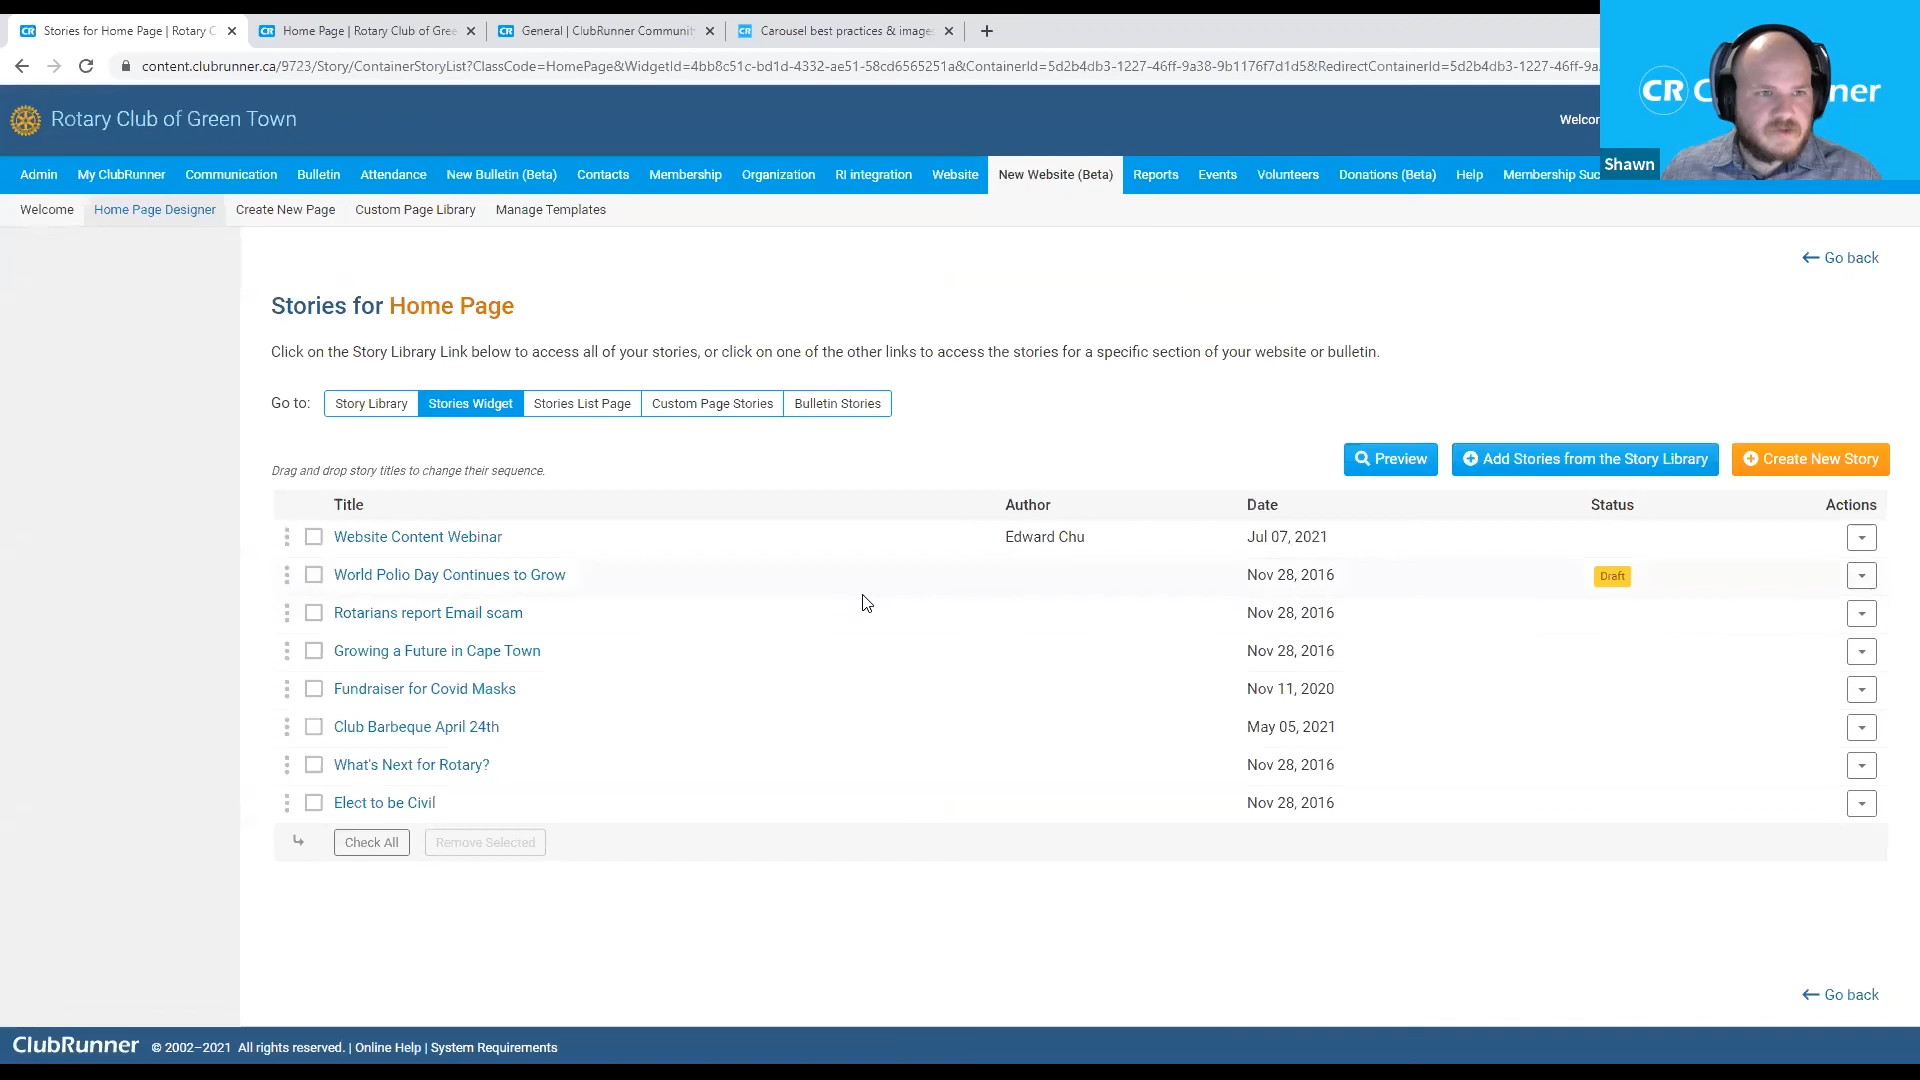 Stories for Home Page | Rotary C
Home Page | Rotary Club of Gree
General | ClubRunner Communit
Carousel best practices & image
content.clubrunner.ca/9723/Story/ContainerStoryList?ClassCode=HomePage&WidgetId=4bb8c51c-bd1d-4332-ae51-58cd6565251a&ContainerId=5d2b4db3-1227-46ff-9a38-9b1176f7d1d5&RedirectContainerId=5d2b4db3-1227-46ff-9a
CR C ner
Shawn
Rotary Club of Green Town
Welcor
Admin My ClubRunner Communication Bulletin Attendance New Bulletin (Beta) Contacts Membership Organization RI integration Website New Website (Beta) Reports Events Volunteers Donations (Beta) Help Membership Suc
Welcome Home Page Designer Create New Page Custom Page Library Manage Templates
Go back
Stories for Home Page
Click on the Story Library Link below to access all of your stories, or click on one of the other links to access the stories for a specific section of your website or bulletin.
Go to: Story Library Stories Widget Stories List Page Custom Page Stories Bulletin Stories
Preview Add Stories from the Story Library Create New Story
Drag and drop story titles to change their sequence.
Title Author Date Status Actions
Website Content Webinar Edward Chu Jul 07, 2021
World Polio Day Continues to Grow Nov 28, 2016 Draft
Rotarians report Email scam Nov 28, 2016
Growing a Future in Cape Town Nov 28, 2016
Fundraiser for Covid Masks Nov 11, 2020
Club Barbeque April 24th May 05, 2021
What's Next for Rotary? Nov 28, 2016
Elect to be Civil Nov 28, 2016
Check All Remove Selected
Go back
ClubRunner © 2002–2021 All rights reserved. | Online Help | System Requirements